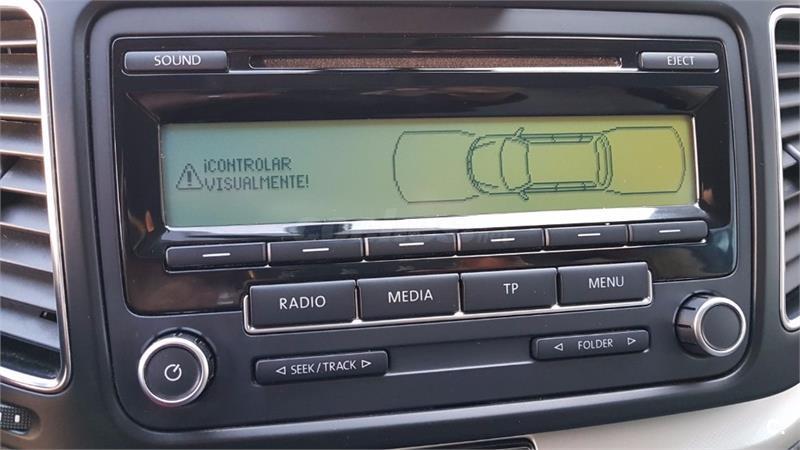 SOUND
EJECT
¡CONTROLAR
VISUALMENTE!
RADIO
MEDIA
TP
MENU
SEEK/TRACK
FOLDER